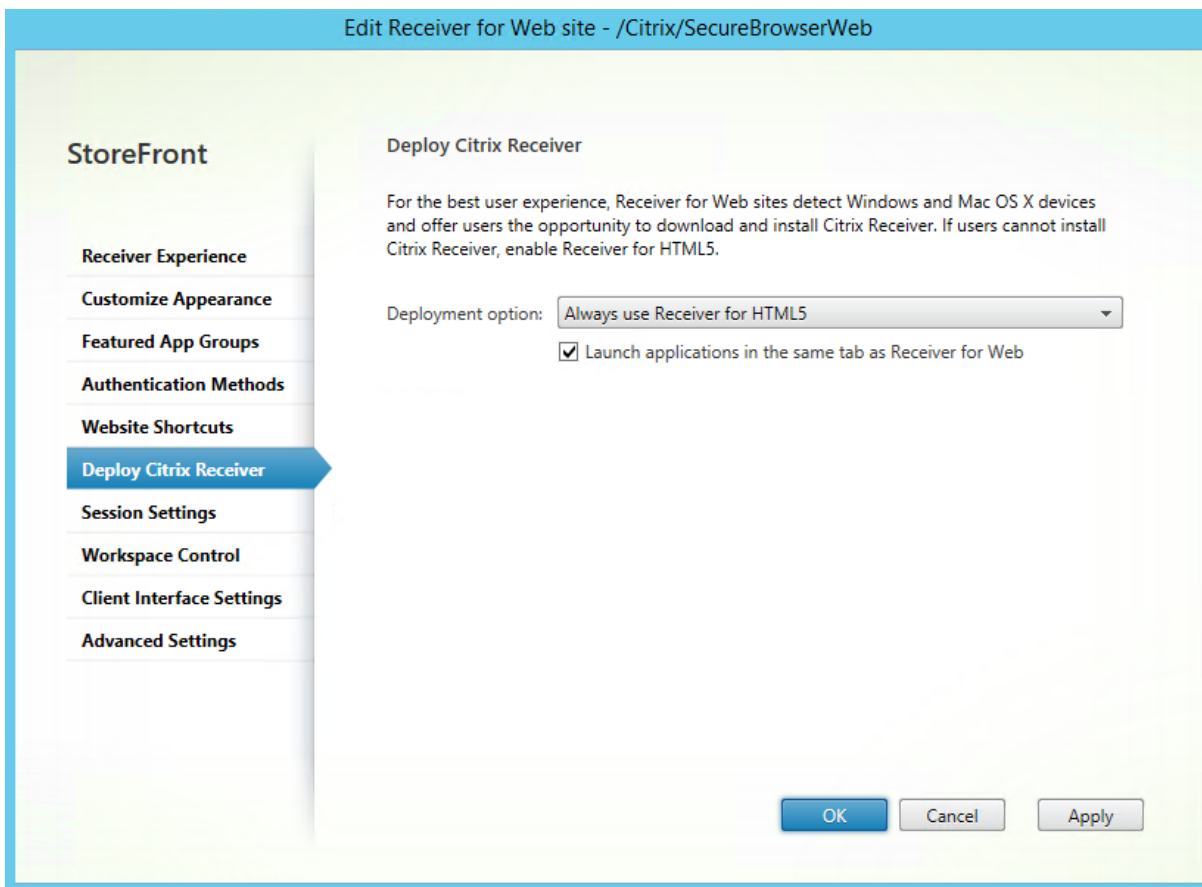 Edit Receiver for Web site - /Citrix/SecureBrowserWeb
StoreFront
Receiver Experience
Customize Appearance
Featured App Groups
Authentication Methods
Website Shortcuts
Deploy Citrix Receiver
Session Settings
Workspace Control
Client Interface Settings
Advanced Settings
Deploy Citrix Receiver
For the best user experience, Receiver for Web sites detect Windows and Mac OS X devices
and offer users the opportunity to download and install Citrix Receiver. If users cannot install
Citrix Receiver, enable Receiver for HTML5.
Deployment option: Always use Receiver for HTML5
Launch applications in the same tab as Receiver for Web
OK Cancel Apply